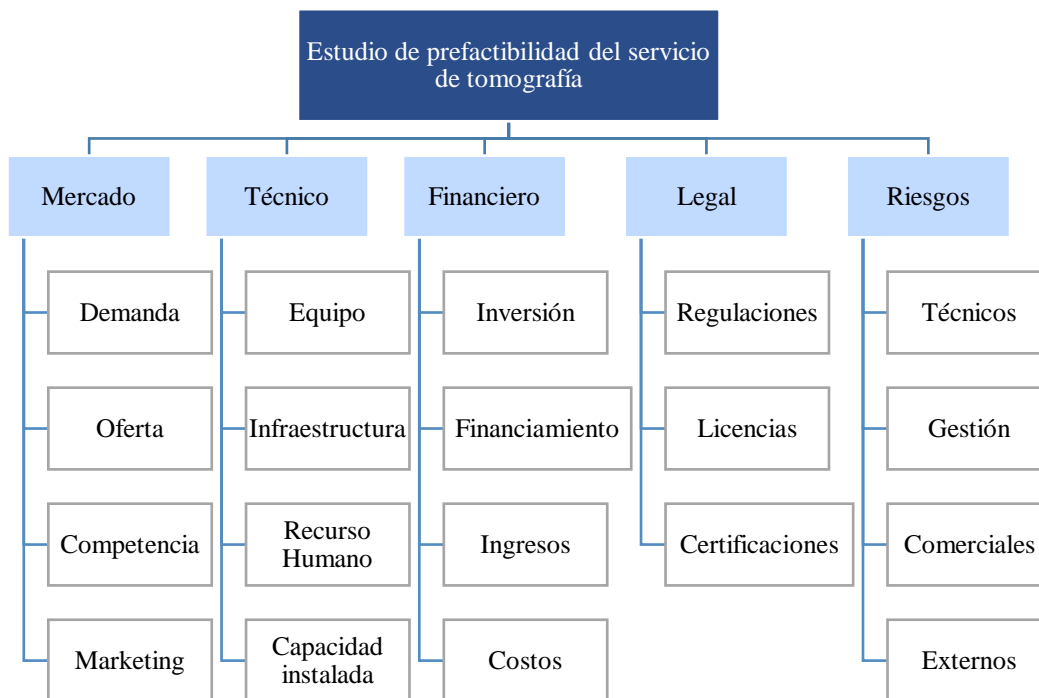 Estudio de prefactibilidad del servicio
de tomografía
Mercado
Técnico
Financiero
Legal
Riesgos
Demanda
Equipo
Inversión
Regulaciones
Técnicos
Oferta
Infraestructura
Financiamiento
Licencias
Gestión
Competencia
Recurso
Humano
Ingresos
Certificaciones
Comerciales
Marketing
Capacidad
instalada
Costos
Externos